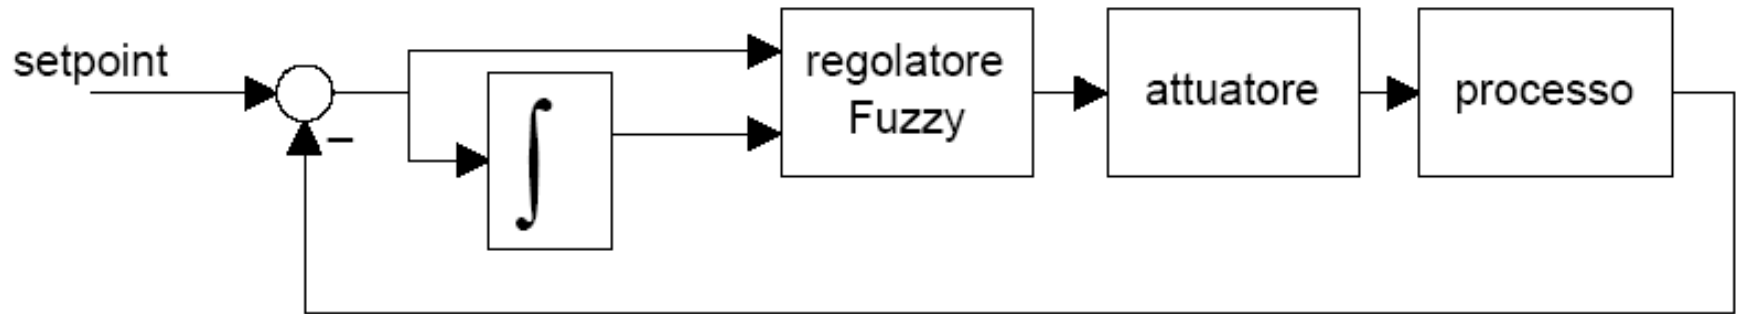 setpoint
−
∫
regolatore
Fuzzy
attuatore
processo